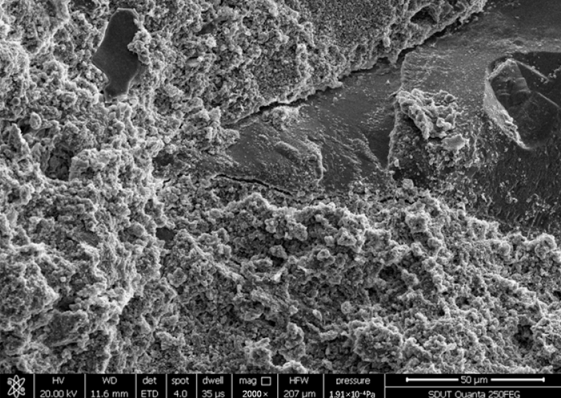 HV WD det spot dwell mag HFW pressure 50 µm
20.00 kV 11.6 mm ETD 4.0 35 µs 2000 × 207 µm 1.91×10⁻⁴Pa SDUT Quanta 250FEG